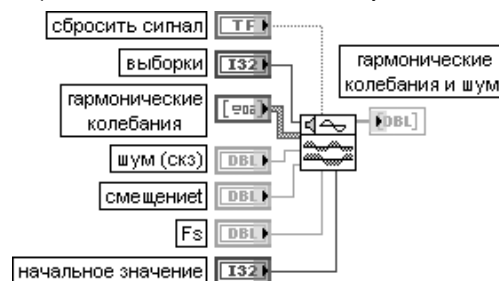 сбросить сигнал
TF
выборки
I32
гармонические
колебания
шум (скз)
DBL
смещениеt
DBL
Fs
DBL
начальное значение
I32
гармонические
колебания и шум
DBL]